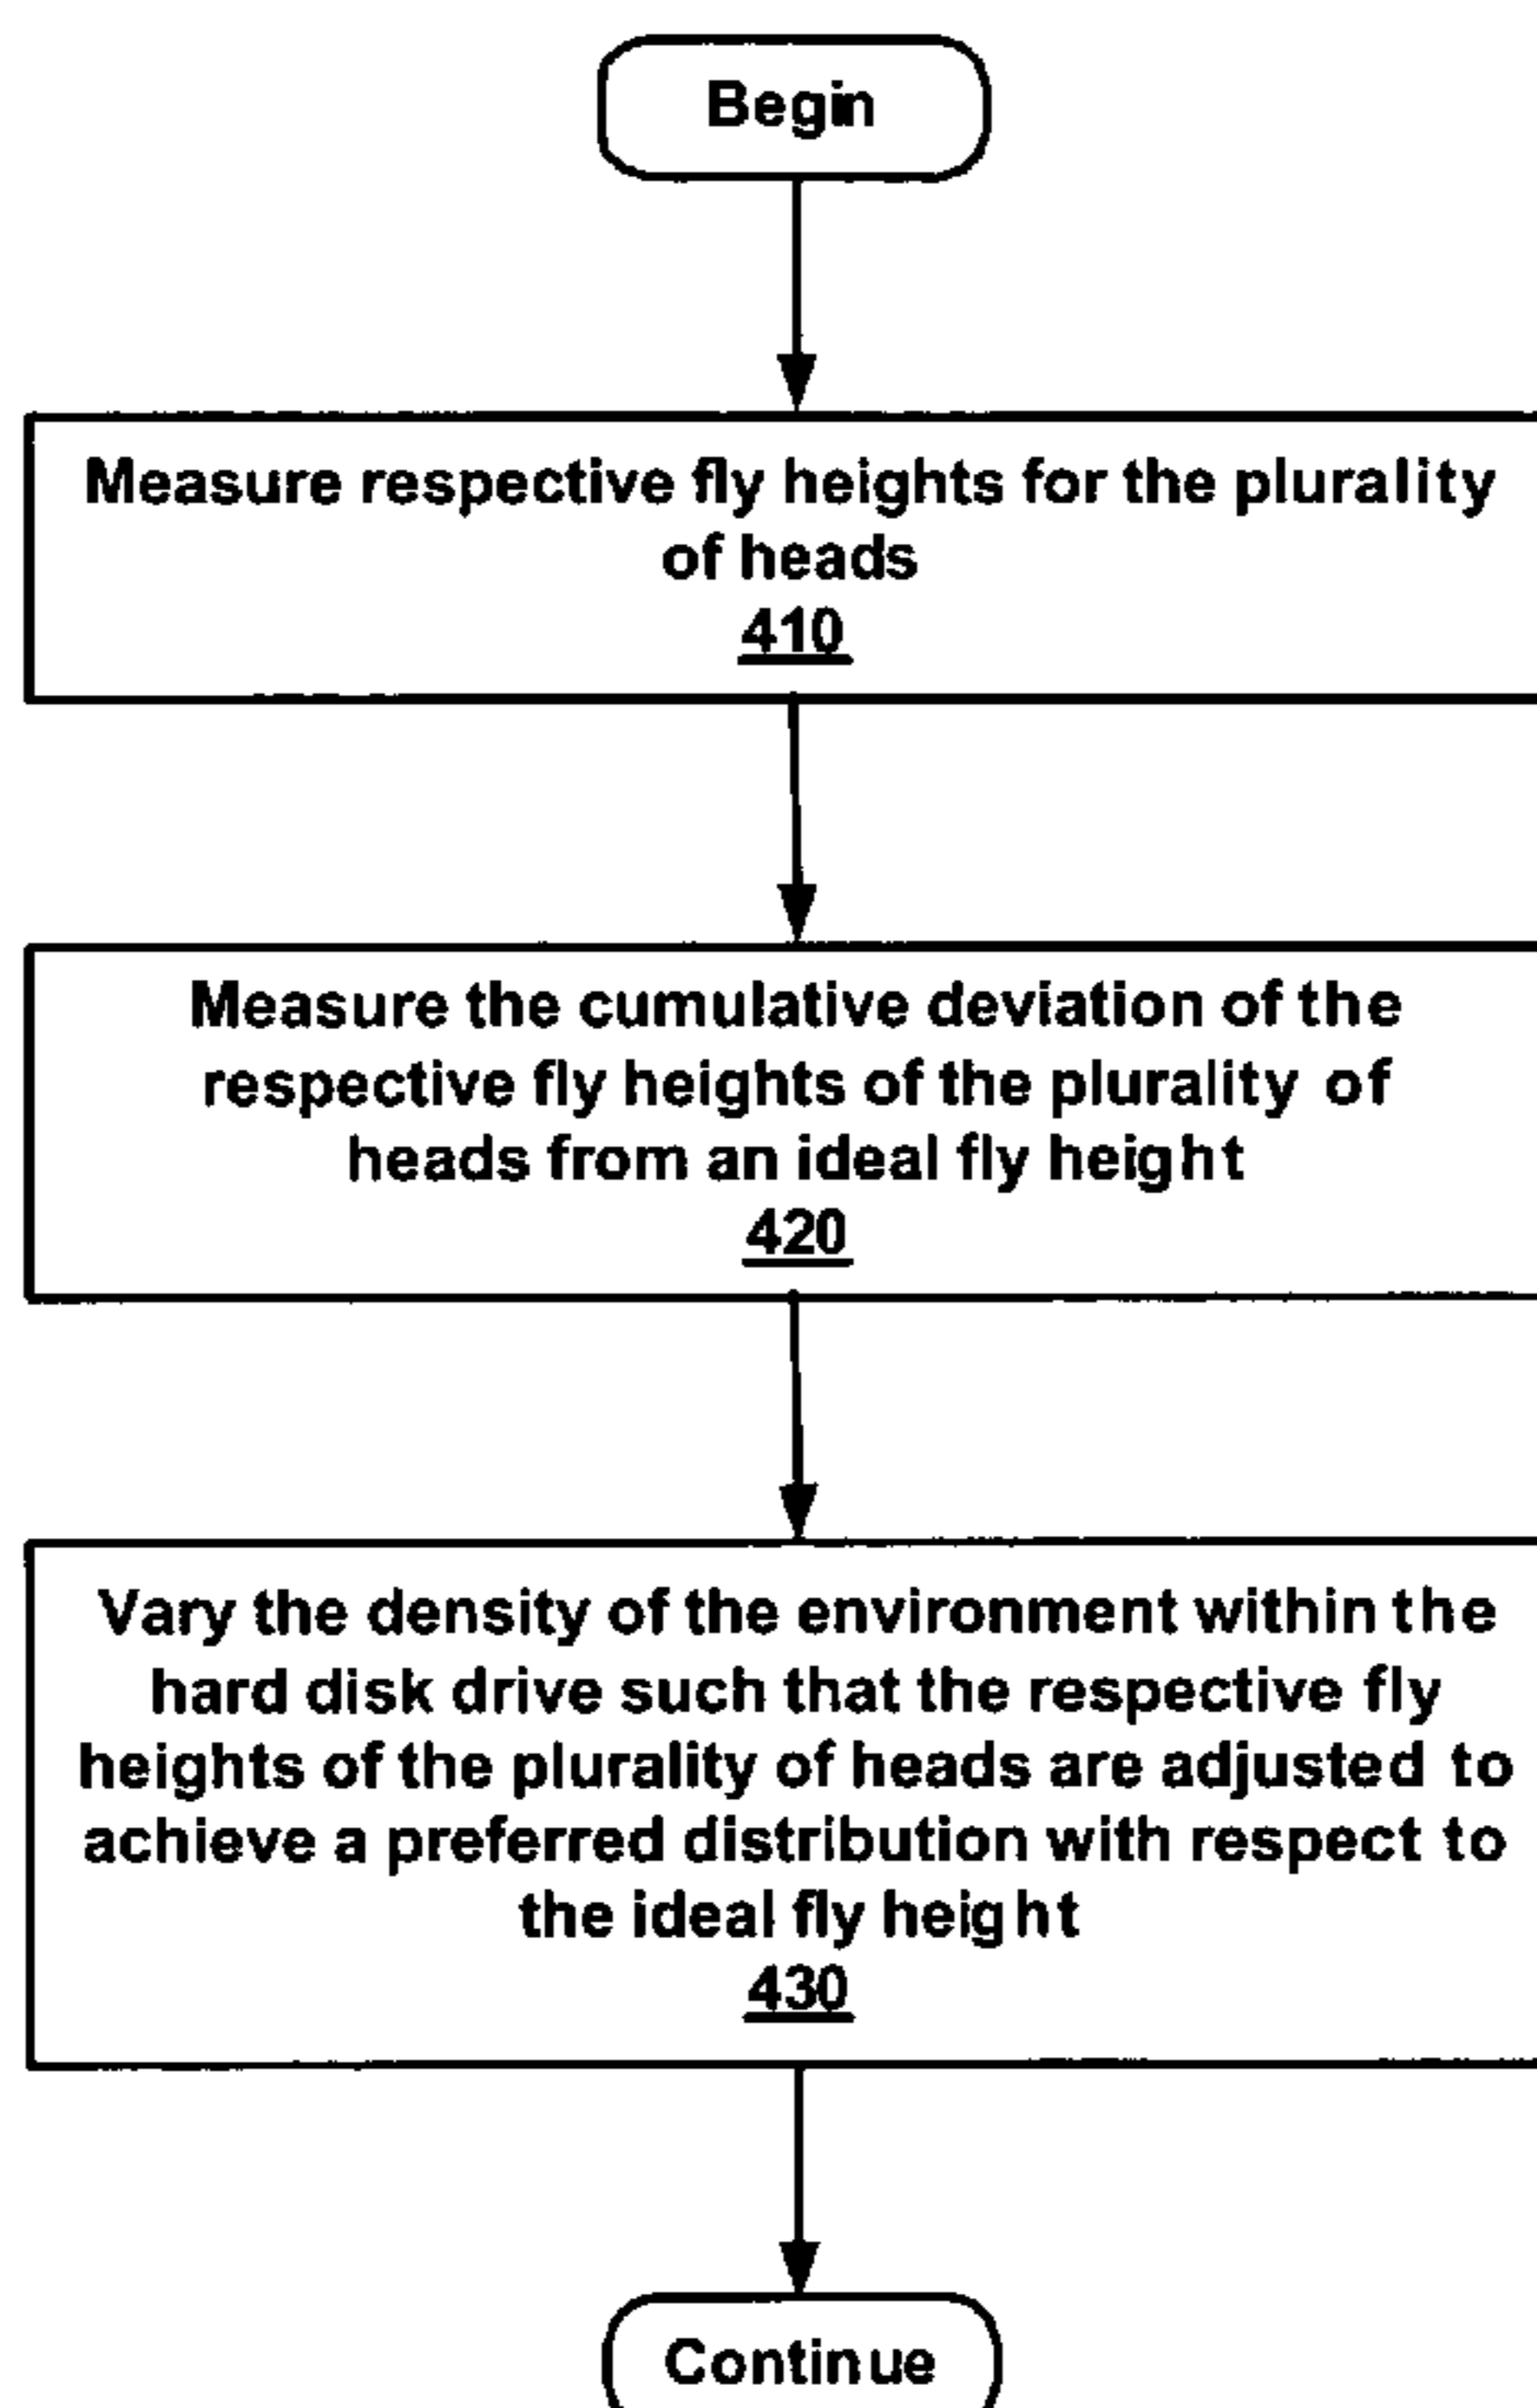 Begin
Measure respective fly heights for the plurality
of heads
410
Measure the cumulative deviation of the
respective fly heights of the plurality of
heads from an ideal fly height
420
Vary the density of the environment within the
hard disk drive such that the respective fly
heights of the plurality of heads are adjusted to
achieve a preferred distribution with respect to
the ideal fly height
430
Continue